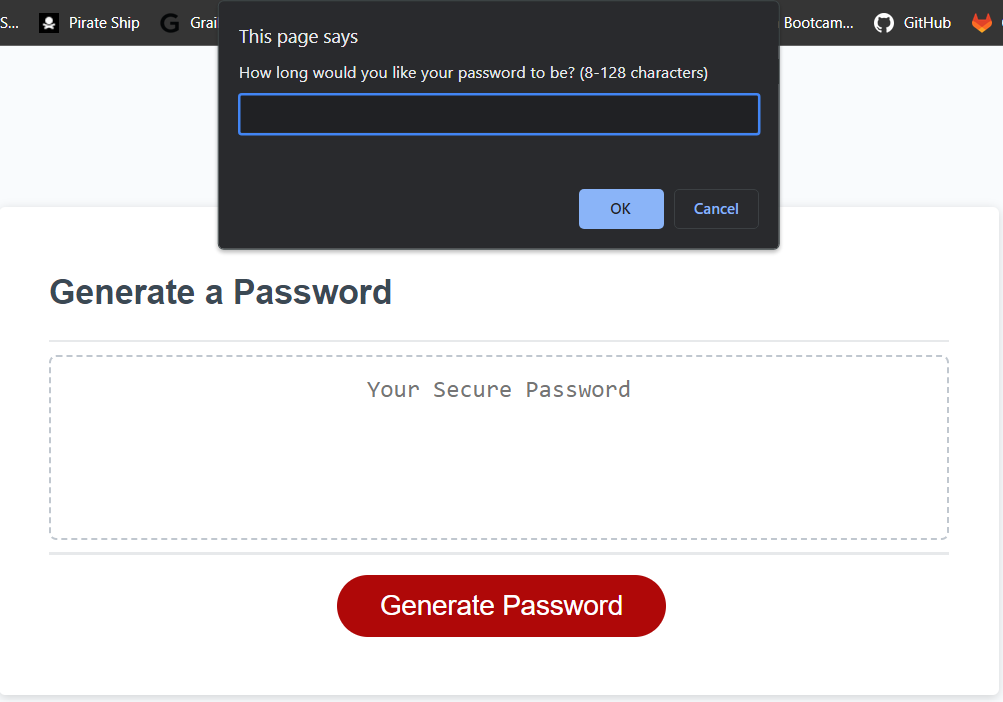 S... Pirate Ship Grail Bootcam... GitHub
This page says
How long would you like your password to be? (8-128 characters)
OK Cancel
Generate a Password
Your Secure Password
Generate Password